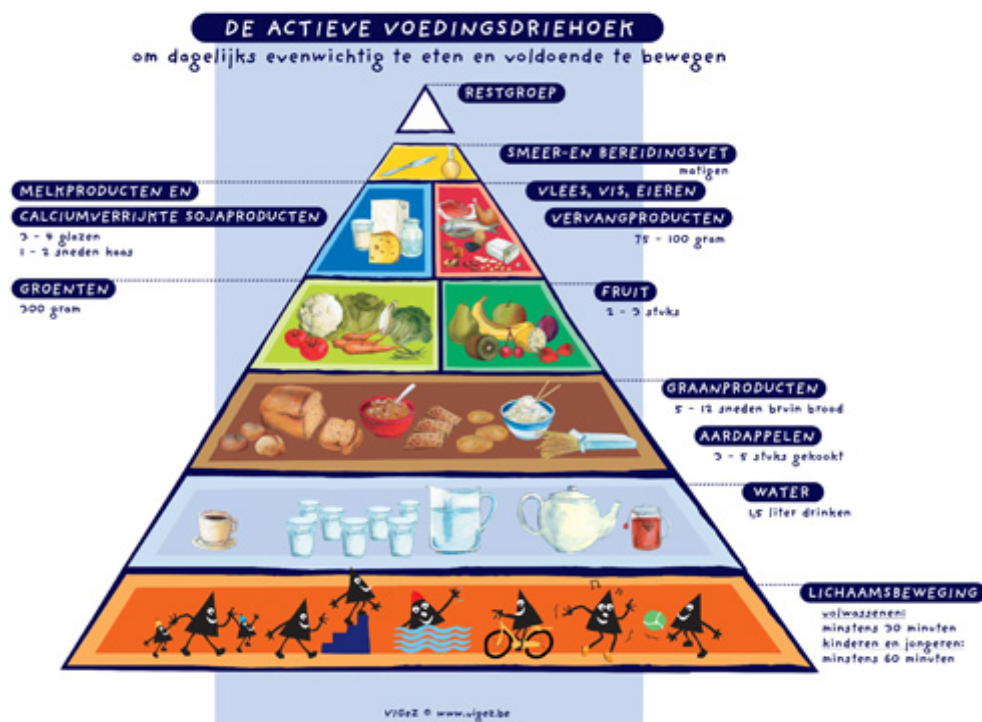 DE ACTIEVE VOEDINGSDRIEHOEK
om dagelijks evenwichtig te eten en voldoende te bewegen
RESTGROEP
SMEER-EN BEREIDINGSVET
matigen
MELKPRODUCTEN EN
CALCIUMVERRIJKTE SOJAPRODUCTEN
3 - 4 glazen
1 - 2 sneden kaas
VLEES, VIS, EIEREN
VERVANGPRODUCTEN
75 - 100 gram
GROENTEN
300 gram
FRUIT
2 - 3 stuks
GRAANPRODUCTEN
5 - 12 sneden bruin brood
AARDAPPELEN
3 - 5 stuks gekookt
WATER
1,5 liter drinken
LICHAAMSBEWEGING
volwassenen:
minstens 30 minuten
kinderen en jongeren:
minstens 60 minuten
VIGeZ © www.vigez.be